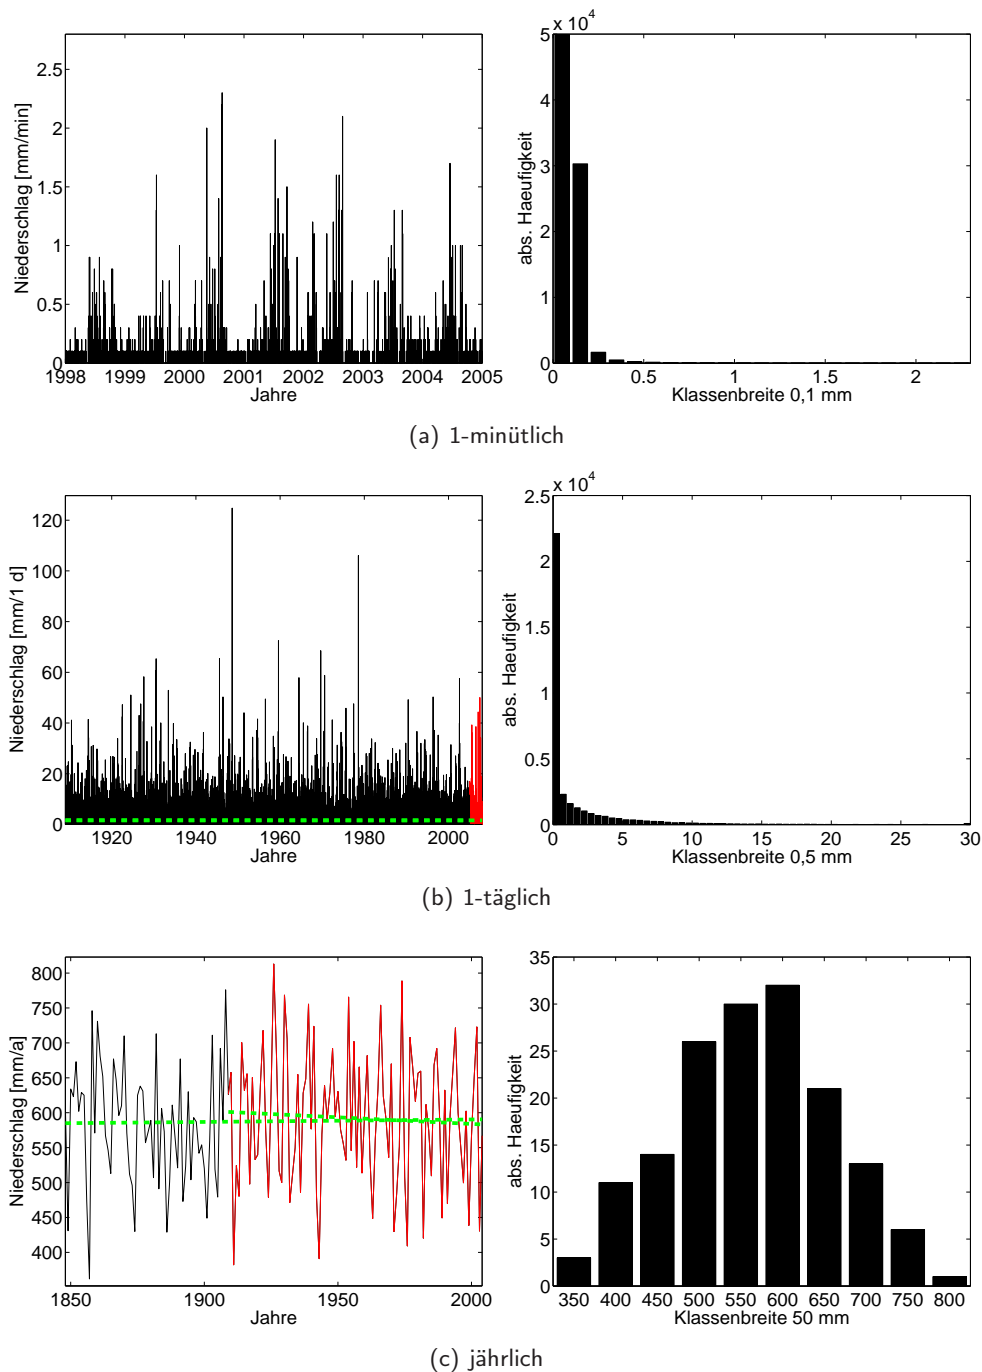 x 10^4
Niederschlag [mm/min]
2.5
2
1.5
1
0.5
0
1998 1999 2000 2001 2002 2003 2004 2005
Jahre
abs. Haeufigkeit
5
4
3
2
1
0
0 0.5 1 1.5 2
Klassenbreite 0,1 mm
(a) 1-minütlich
Niederschlag [mm/1 d]
120
100
80
60
40
20
0
1920 1940 1960 1980 2000
Jahre
x 10^4
abs. Haeufigkeit
2.5
2
1.5
1
0.5
0
0 5 10 15 20 25 30
Klassenbreite 0,5 mm
(b) 1-täglich
Niederschlag [mm/a]
800
750
700
650
600
550
500
450
400
1850 1900 1950 2000
Jahre
abs. Haeufigkeit
35
30
25
20
15
10
5
0
350 400 450 500 550 600 650 700 750 800
Klassenbreite 50 mm
(c) jährlich